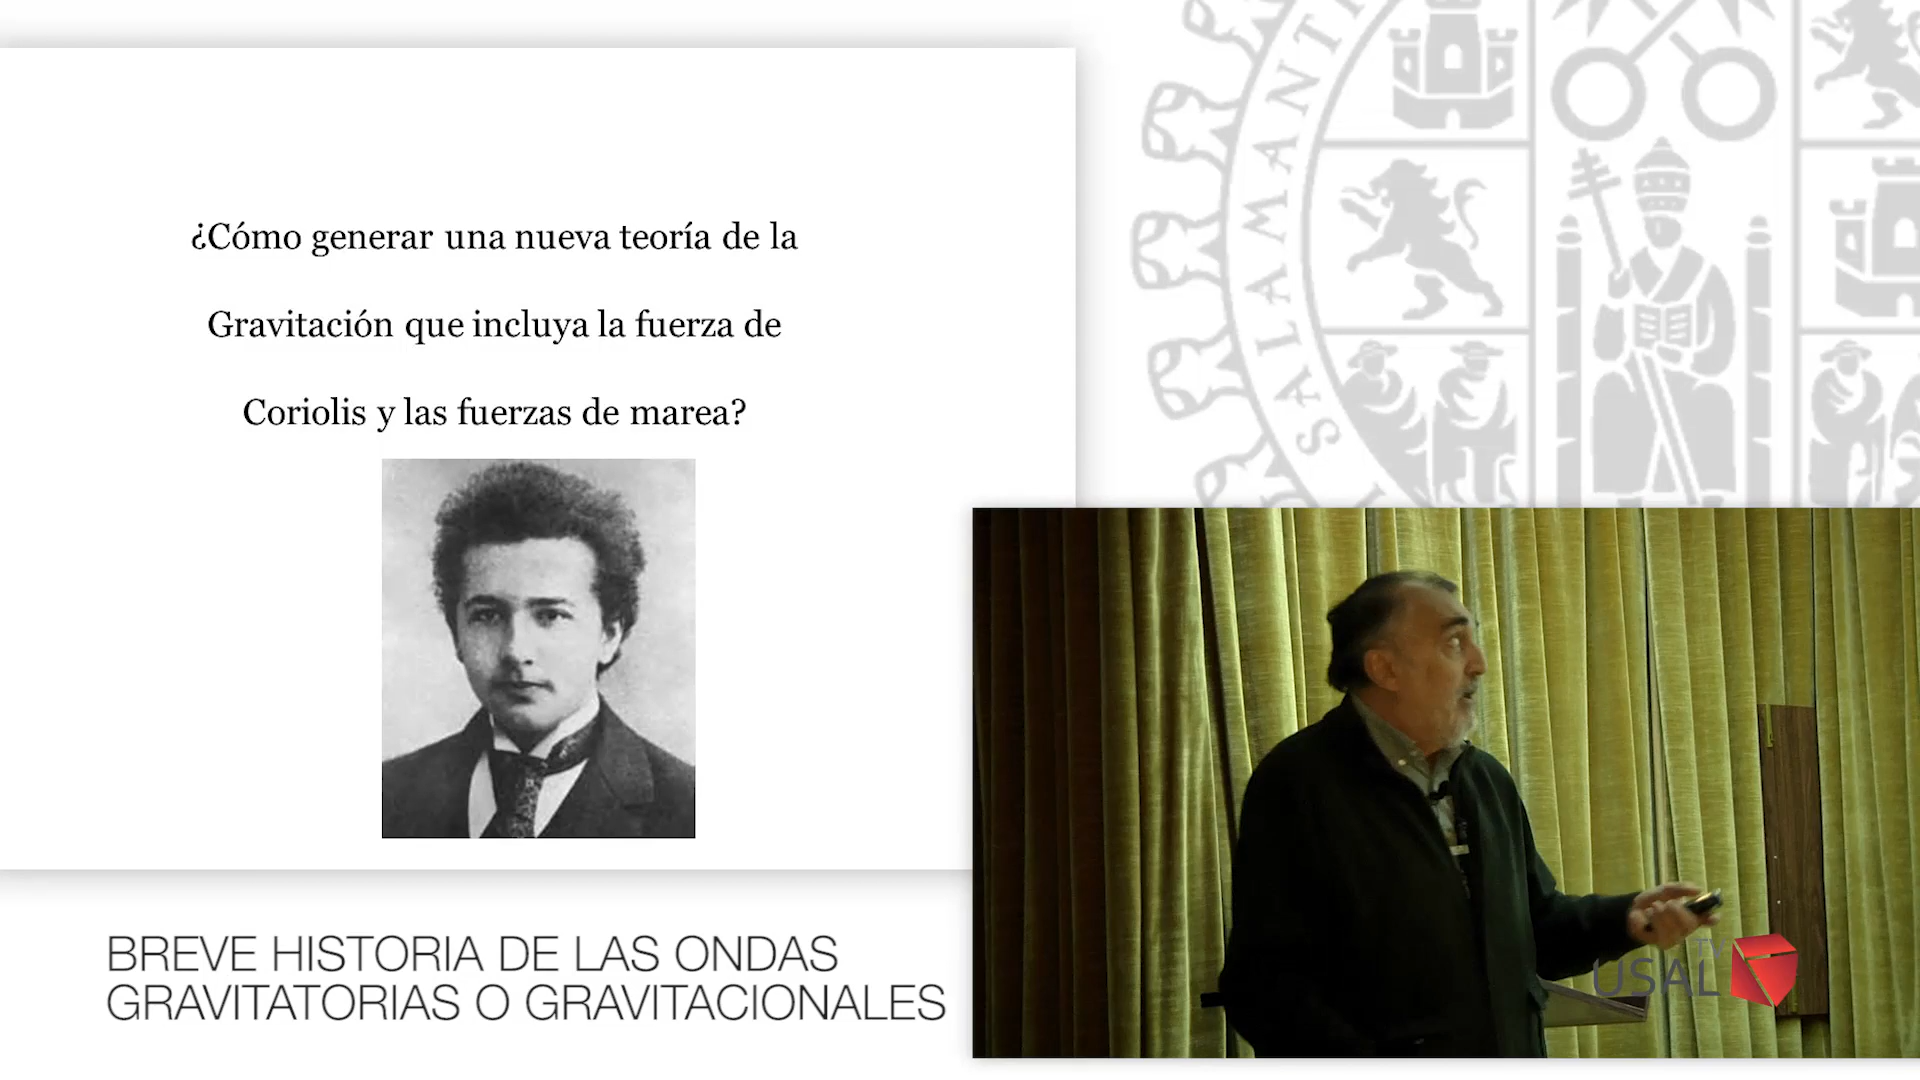 ¿Cómo generar una nueva teoría de la
Gravitación que incluya la fuerza de
Coriolis y las fuerzas de marea?
SALAMANT
BREVE HISTORIA DE LAS ONDAS
GRAVITATORIAS O GRAVITACIONALES
TV
USAL